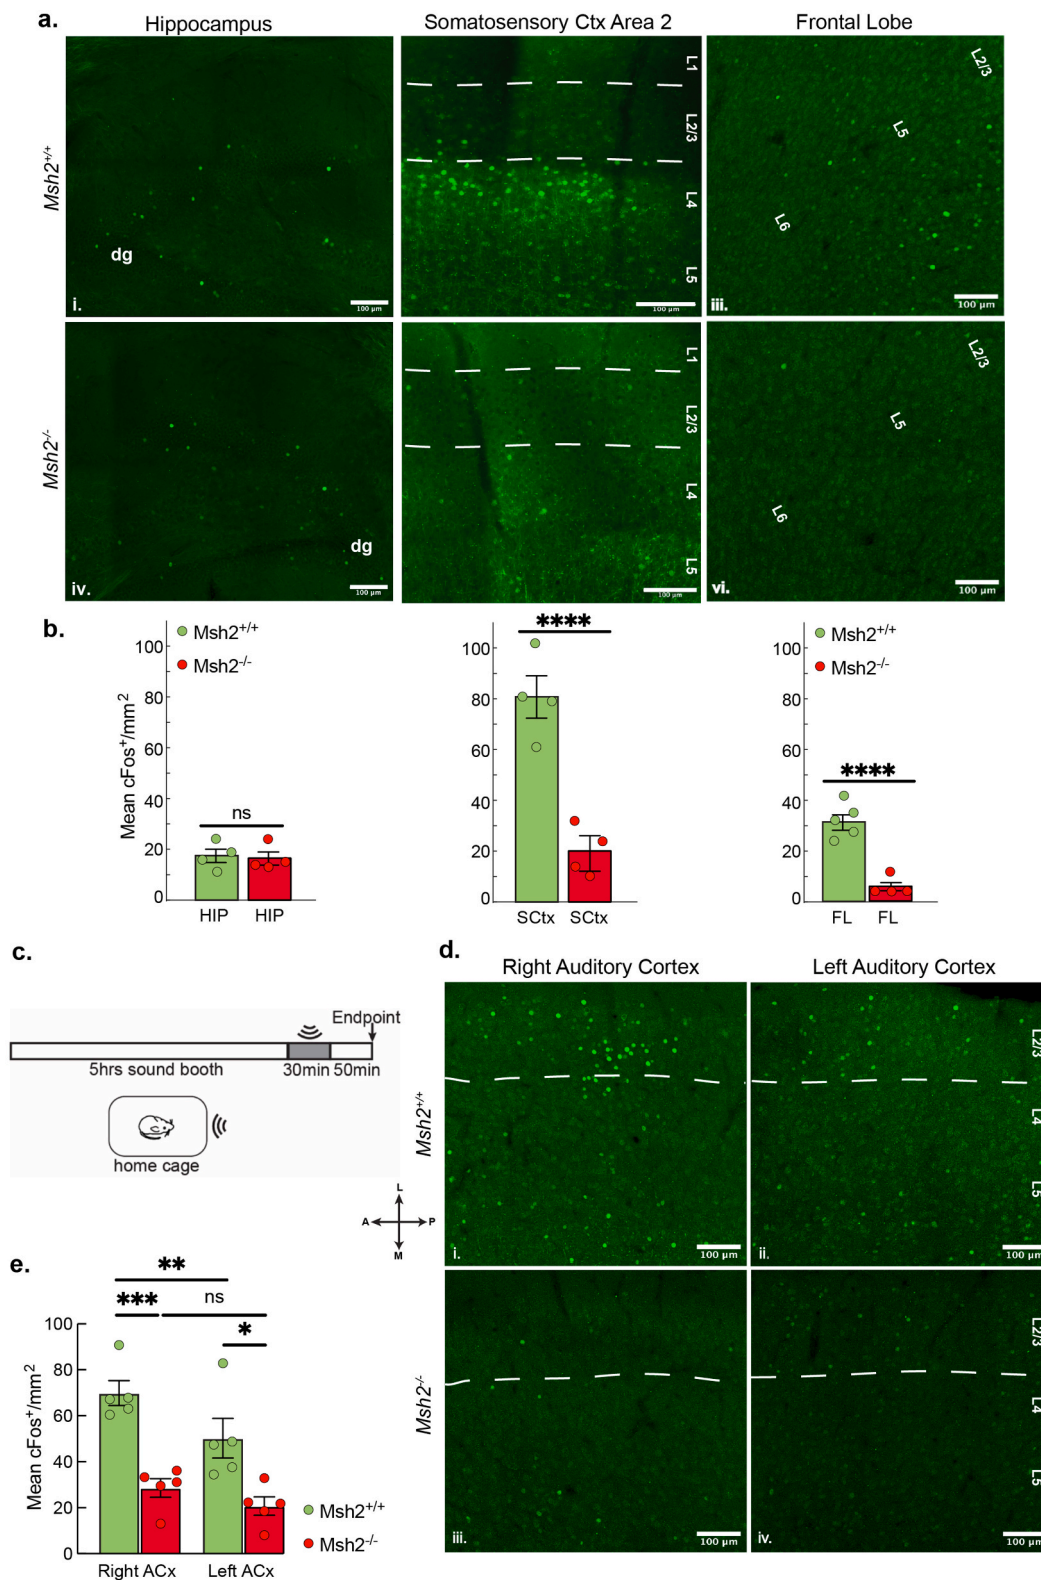 a.
Hippocampus
Somatosensory Ctx Area 2
Frontal Lobe
Msh2+/+
dg
i.
100 μm
L1
L2/3
L4
L5
100 μm
L2/3
L5
L6
iii.
100 μm
Msh2-/-
dg
iv.
100 μm
L1
L2/3
L4
L5
100 μm
L2/3
L5
L6
vi.
100 μm
b.
Mean cFos+/mm2
100
80
60
40
20
0
Msh2+/+
Msh2-/-
ns
HIP HIP
100
80
60
40
20
0
****
SCtx SCtx
100
80
60
40
20
0
Msh2+/+
Msh2-/-
****
FL FL
c.
Endpoint
5hrs sound booth
30min
50min
home cage
L
A
P
M
d.
Right Auditory Cortex
Left Auditory Cortex
Msh2+/+
i.
100 μm
L2/3
L4
L5
ii.
100 μm
Msh2-/-
iii.
100 μm
L2/3
L4
L5
iv.
100 μm
e.
**
***
ns
*
Mean cFos+/mm2
100
80
60
40
20
0
Right ACx
Left ACx
Msh2+/+
Msh2-/-